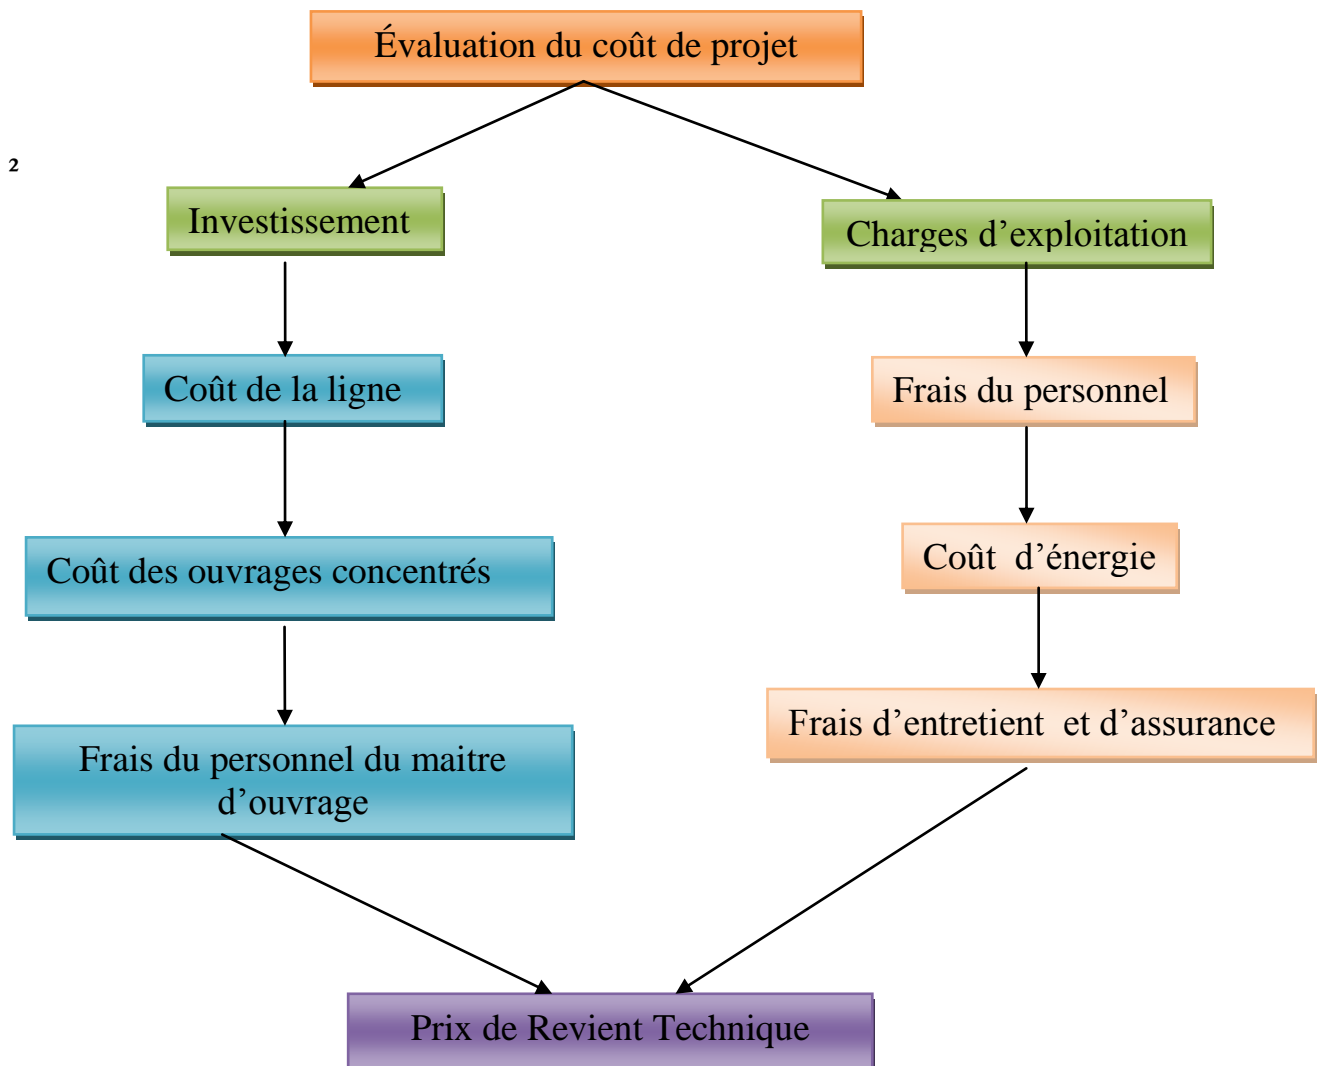 Évaluation du coût de projet
²
Investissement
Charges d’exploitation
Coût de la ligne
Frais du personnel
Coût des ouvrages concentrés
Coût d’énergie
Frais du personnel du maitre
d’ouvrage
Frais d’entretient et d’assurance
Prix de Revient Technique